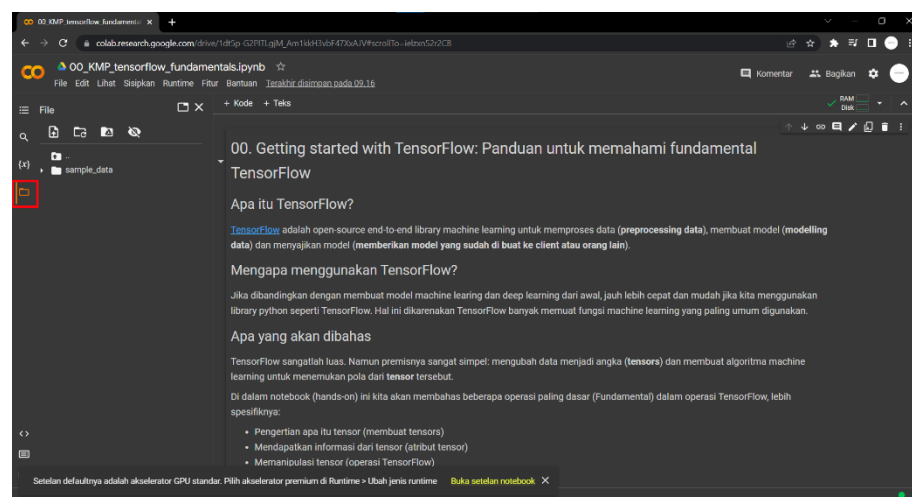 00_KMP_tensorflow_fundamental
colab.research.google.com/drive/
00_KMP_tensorflow_fundamentals.ipynb
File Edit Lihat Sisipkan Runtime Fitur Bantuan Terakhir disimpan pada 09.16
Komentar Bagikan
File
+ Kode + Teks
RAM
Disk
{x}
..
sample_data
00. Getting started with TensorFlow: Panduan untuk memahami fundamental
TensorFlow
Apa itu TensorFlow?
TensorFlow adalah open-source end-to-end library machine learning untuk memproses data (preprocessing data), membuat model (modelling
data) dan menyajikan model (memberikan model yang sudah di buat ke client atau orang lain).
Mengapa menggunakan TensorFlow?
Jika dibandingkan dengan membuat model machine learing dan deep learning dari awal, jauh lebih cepat dan mudah jika kita menggunakan
library python seperti TensorFlow. Hal ini dikarenakan TensorFlow banyak memuat fungsi machine learning yang paling umum digunakan.
Apa yang akan dibahas
TensorFlow sangatlah luas. Namun premisnya sangat simpel: mengubah data menjadi angka (tensors) dan membuat algoritma machine
learning untuk menemukan pola dari tensor tersebut.
Di dalam notebook (hands-on) ini kita akan membahas beberapa operasi paling dasar (Fundamental) dalam operasi TensorFlow, lebih
spesifiknya:
• Pengertian apa itu tensor (membuat tensors)
• Mendapatkan informasi dari tensor (atribut tensor)
• Memanipulasi tensor (operasi TensorFlow)
Setelan defaultnya adalah akselerator GPU standar. Pilih akselerator premium di Runtime > Ubah jenis runtime Buka setelan notebook